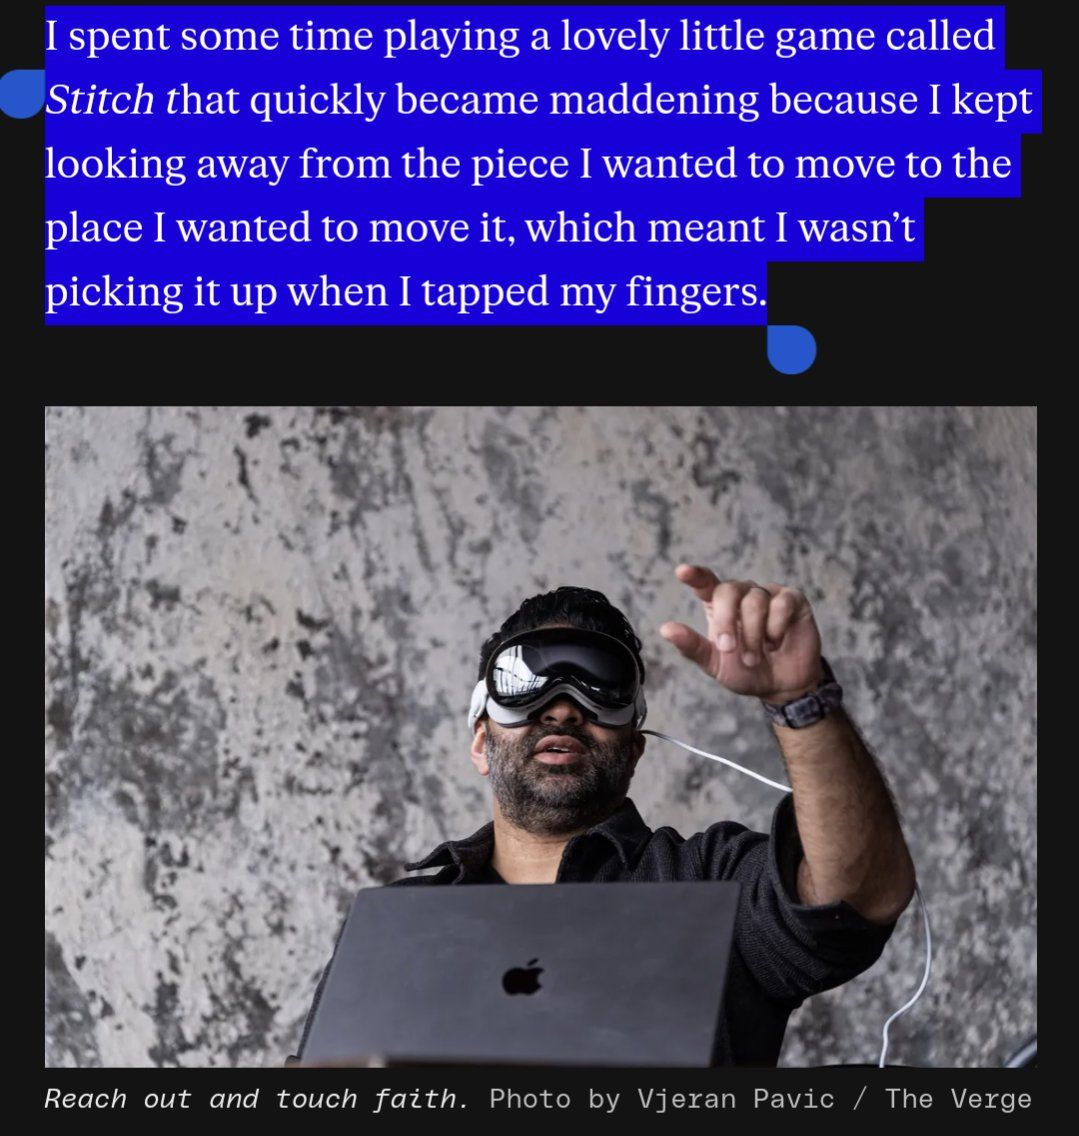 I spent some time playing a lovely little game called
Stitch that quickly became maddening because I kept
looking away from the piece I wanted to move to the
place I wanted to move it, which meant I wasn’t
picking it up when I tapped my fingers.
Reach out and touch faith. Photo by Vjeran Pavic / The Verge